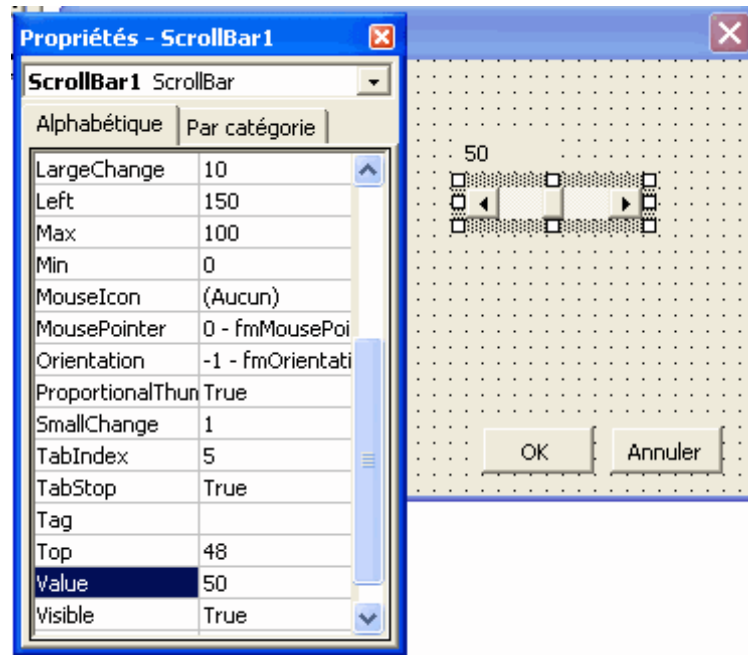 Propriétés - ScrollBar1
ScrollBar1 ScrollBar
Alphabétique Par catégorie
LargeChange 10
Left 150
Max 100
Min 0
MouseIcon (Aucun)
MousePointer 0 - fmMousePoi
Orientation -1 - fmOrientati
ProportionalThun True
SmallChange 1
TabIndex 5
TabStop True
Tag
Top 48
Value 50
Visible True
50
OK Annuler